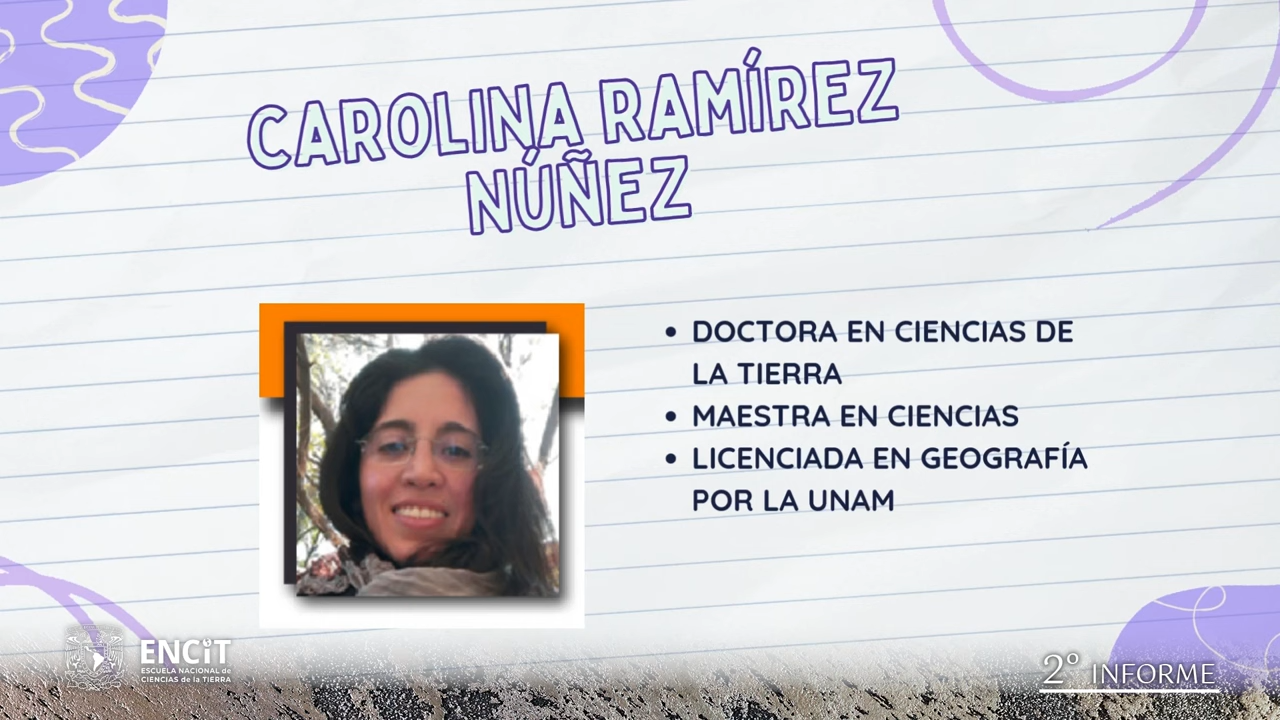 CAROLINA RAMÍREZ
NÚÑEZ
DOCTORA EN CIENCIAS DE
LA TIERRA
MAESTRA EN CIENCIAS
LICENCIADA EN GEOGRAFÍA
POR LA UNAM
ENCiT
ESCUELA NACIONAL de
CIENCIAS de la TIERRA
2° INFORME